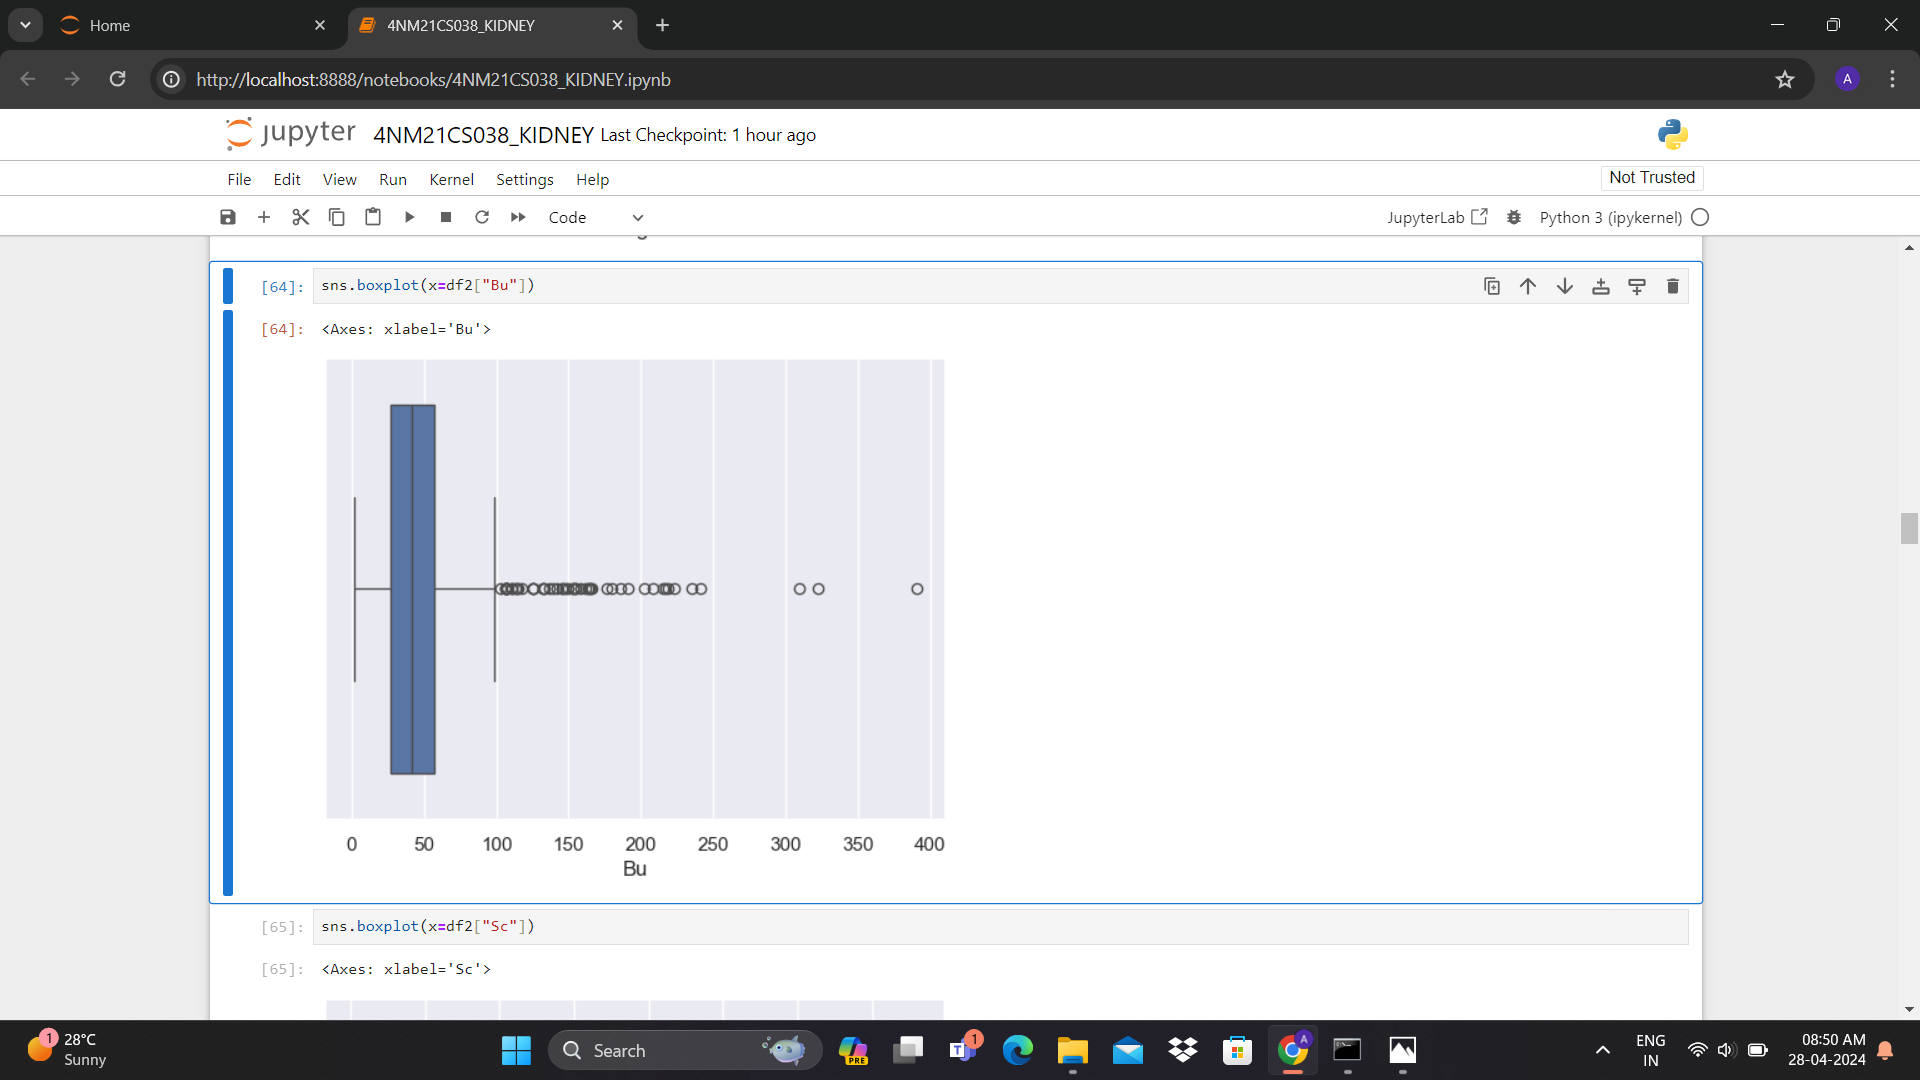 Home
4NM21CS038_KIDNEY
http://localhost:8888/notebooks/4NM21CS038_KIDNEY.ipynb
A
jupyter 4NM21CS038_KIDNEY Last Checkpoint: 1 hour ago
File Edit View Run Kernel Settings Help
Not Trusted
Code
JupyterLab
Python 3 (ipykernel)
[64]: sns.boxplot(x=df2["Bu"])
[64]: <Axes: xlabel='Bu'>
0 50 100 150 200 250 300 350 400
Bu
[65]: sns.boxplot(x=df2["Sc"])
[65]: <Axes: xlabel='Sc'>
1
28°C
Sunny
Search
PRE
T
1
A
ENG
IN
08:50 AM
28-04-2024